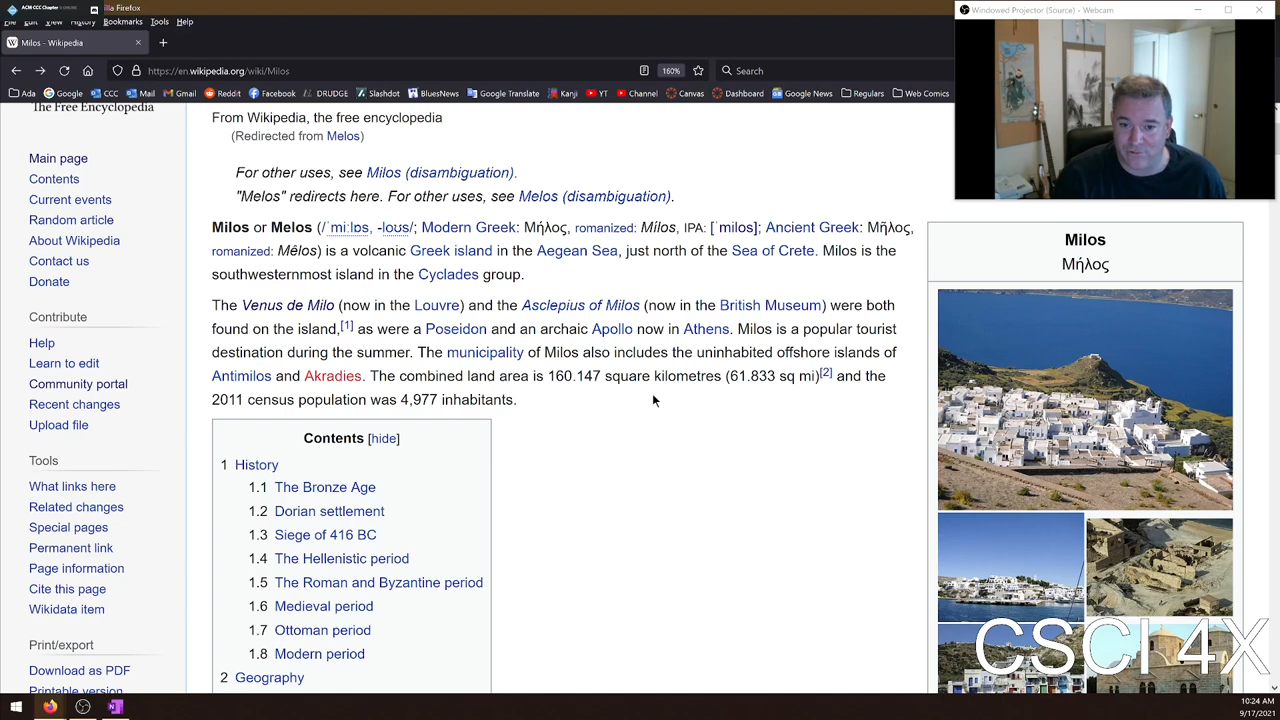 ACM CCC Chapter
Firefox
File Edit View History Bookmarks Tools Help
Windowed Projector (Source) - Webcam
W Milos - Wikipedia
https://en.wikipedia.org/wiki/Milos
160%
Search
Ada Google CCC Mail Gmail Reddit Facebook DRUDGE Slashdot BluesNews Google Translate Kanji YT Channel Canvas Dashboard Google News Regulars Web Comics
The Free Encyclopedia
Main page
Contents
Current events
Random article
About Wikipedia
Contact us
Donate
Contribute
Help
Learn to edit
Community portal
Recent changes
Upload file
Tools
What links here
Related changes
Special pages
Permanent link
Page information
Cite this page
Wikidata item
Print/export
Download as PDF
Printable version
From Wikipedia, the free encyclopedia
(Redirected from Melos)
For other uses, see Milos (disambiguation).
"Melos" redirects here. For other uses, see Melos (disambiguation).
Milos or Melos (/ˈmiːlɒs, -loʊs/; Modern Greek: Μήλος, romanized: Mílos, IPA: [ˈmilos]; Ancient Greek: Μῆλος,
romanized: Mêlos) is a volcanic Greek island in the Aegean Sea, just north of the Sea of Crete. Milos is the
southwesternmost island in the Cyclades group.
The Venus de Milo (now in the Louvre) and the Asclepius of Milos (now in the British Museum) were both
found on the island,[1] as were a Poseidon and an archaic Apollo now in Athens. Milos is a popular tourist
destination during the summer. The municipality of Milos also includes the uninhabited offshore islands of
Antimilos and Akradies. The combined land area is 160.147 square kilometres (61.833 sq mi)[2] and the
2011 census population was 4,977 inhabitants.
Contents [hide]
1 History
1.1 The Bronze Age
1.2 Dorian settlement
1.3 Siege of 416 BC
1.4 The Hellenistic period
1.5 The Roman and Byzantine period
1.6 Medieval period
1.7 Ottoman period
1.8 Modern period
2 Geography
Milos
Μήλος
CSCI 4X
10:24 AM
9/17/2021